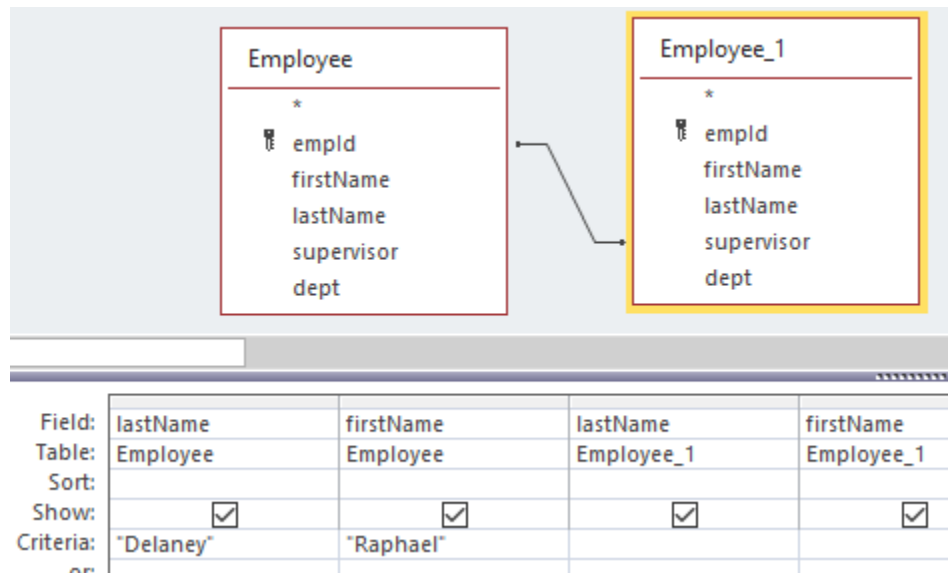 Employee
*
empId
firstName
lastName
supervisor
dept
Employee_1
*
empId
firstName
lastName
supervisor
dept
Field: lastName firstName lastName firstName
Table: Employee Employee Employee_1 Employee_1
Sort:
Show:
Criteria: "Delaney" "Raphael"
or: